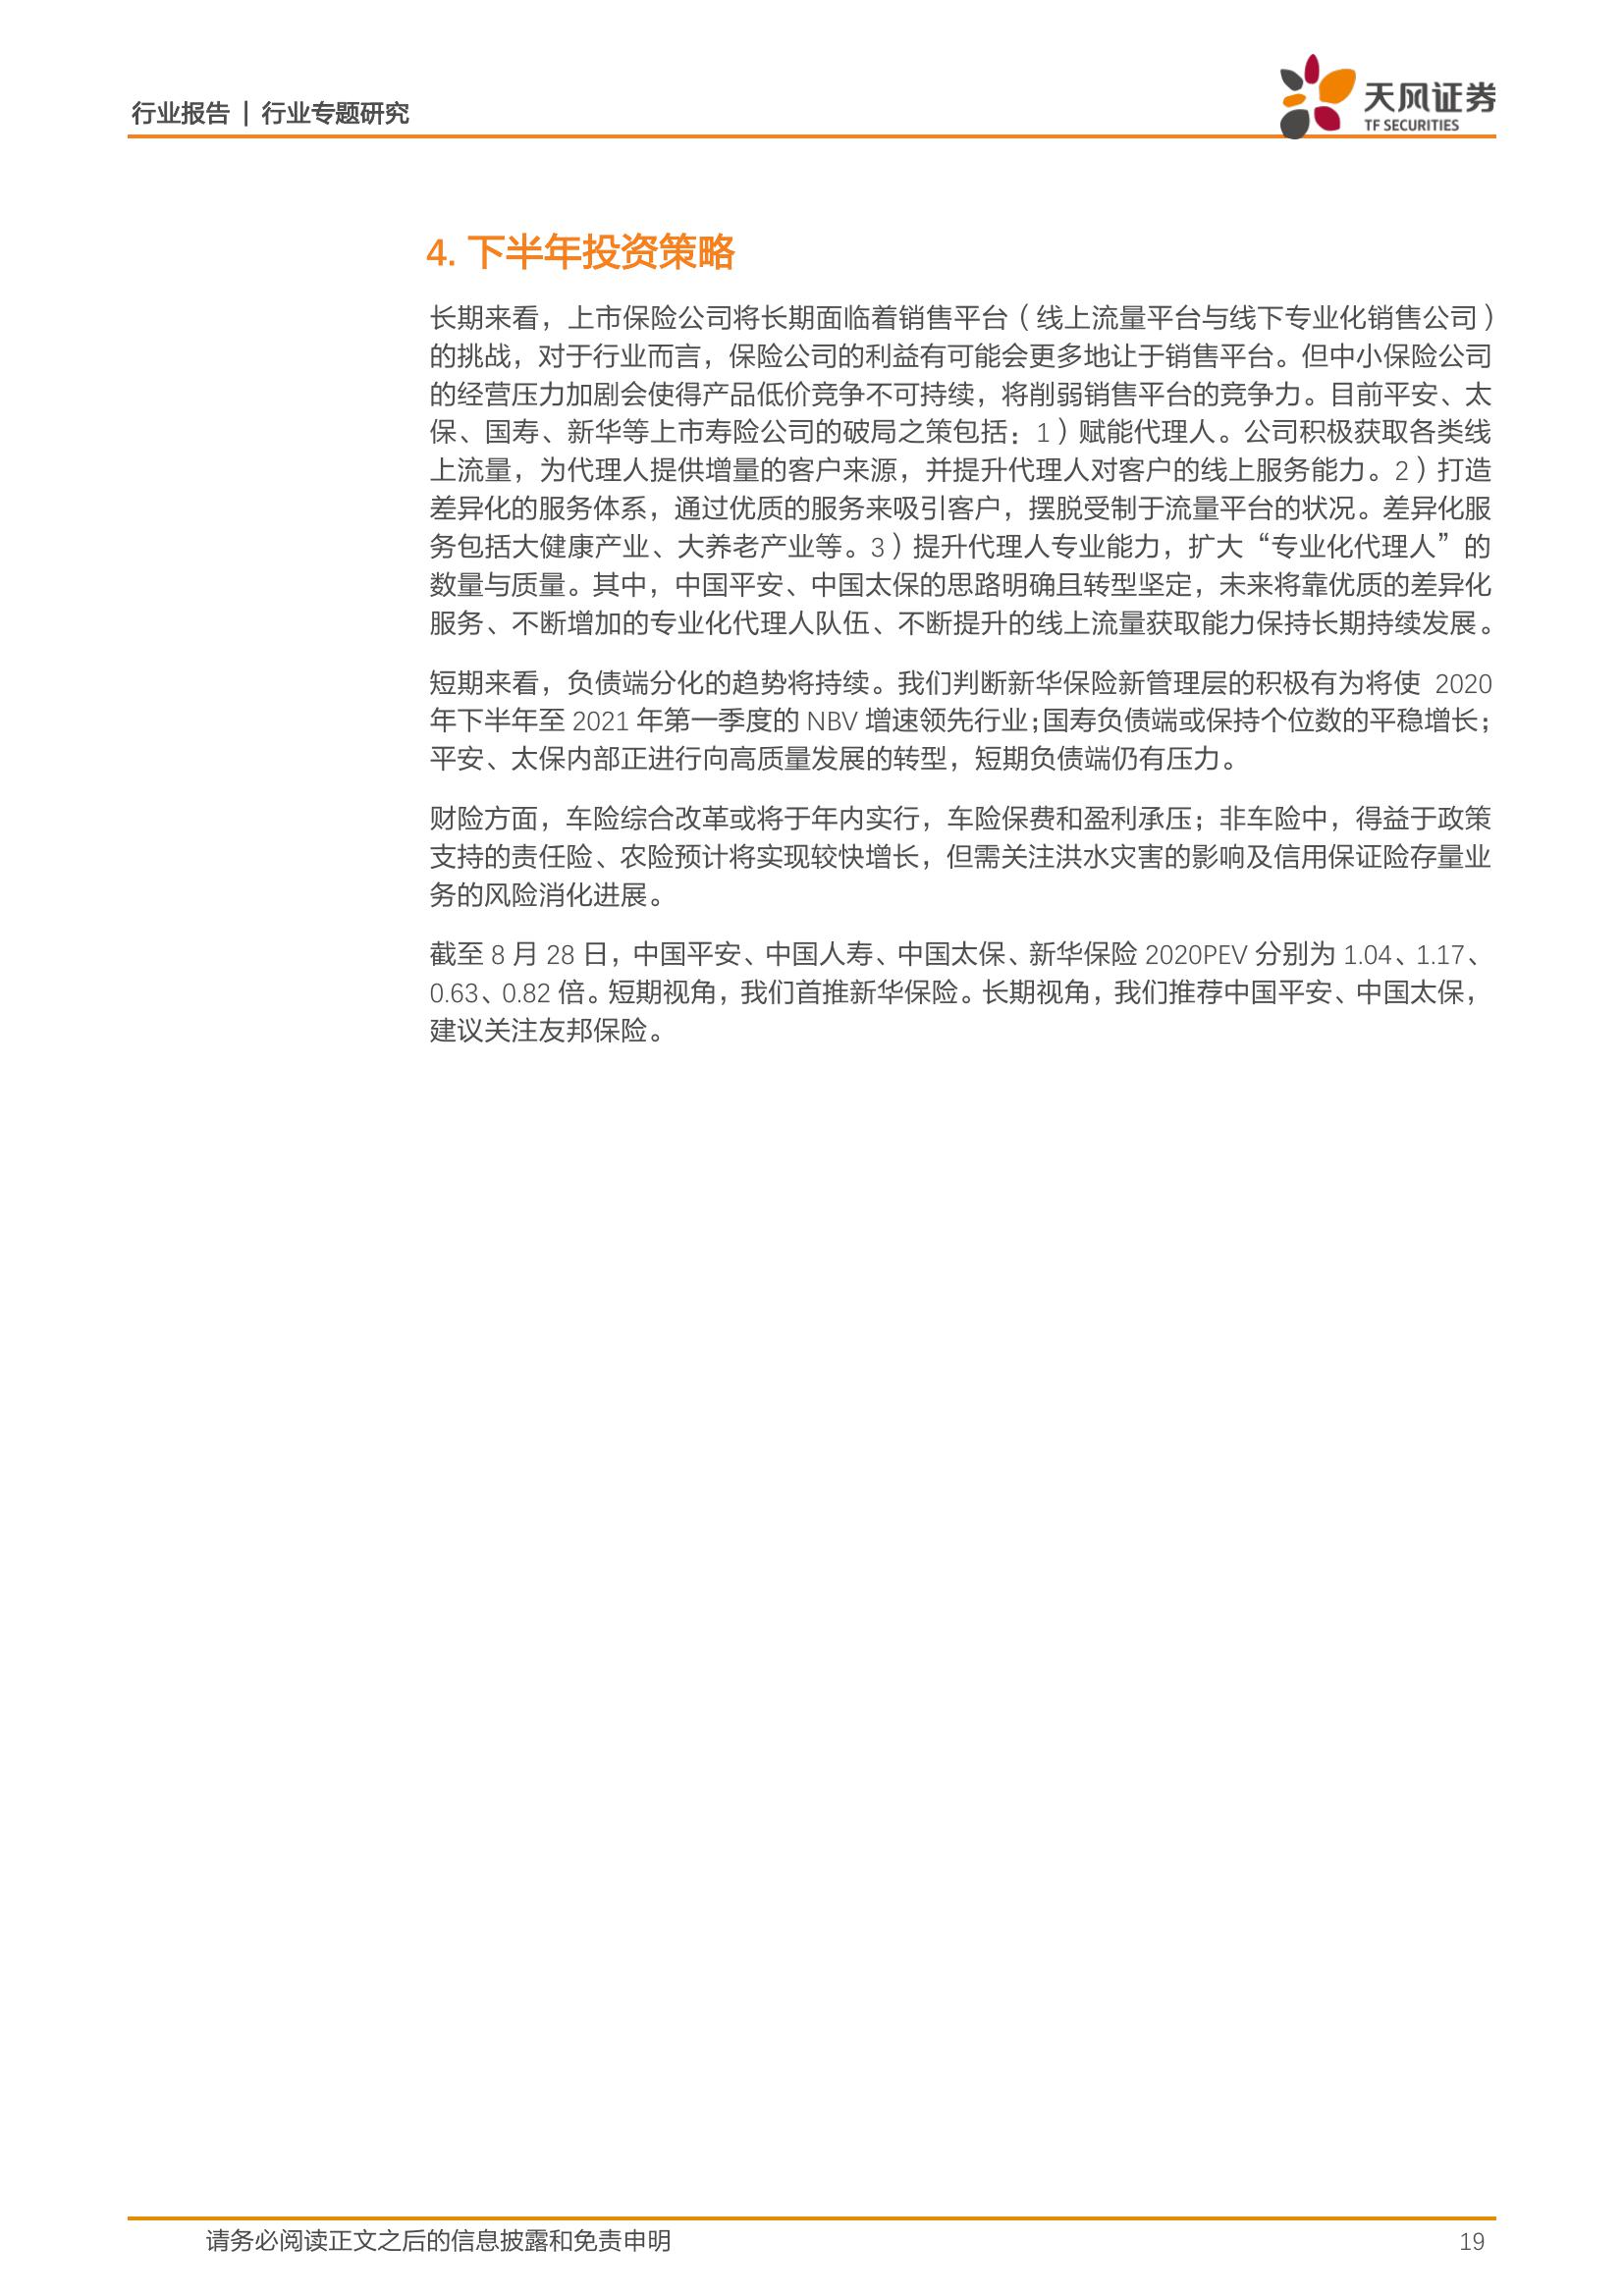 行业报告 | 行业专题研究
天风证券
TF SECURITIES
4. 下半年投资策略
长期来看，上市保险公司将长期面临着销售平台（线上流量平台与线下专业化销售公司）
的挑战，对于行业而言，保险公司的利益有可能会更多地让于销售平台。但中小保险公司
的经营压力加剧会使得产品低价竞争不可持续，将削弱销售平台的竞争力。目前平安、太
保、国寿、新华等上市寿险公司的破局之策包括：1）赋能代理人。公司积极获取各类线
上流量，为代理人提供增量的客户来源，并提升代理人对客户的线上服务能力。2）打造
差异化的服务体系，通过优质的服务来吸引客户，摆脱受制于流量平台的状况。差异化服
务包括大健康产业、大养老产业等。3）提升代理人专业能力，扩大“专业化代理人”的
数量与质量。其中，中国平安、中国太保的思路明确且转型坚定，未来将靠优质的差异化
服务、不断增加的专业化代理人队伍、不断提升的线上流量获取能力保持长期持续发展。
短期来看，负债端分化的趋势将持续。我们判断新华保险新管理层的积极有为将使 2020
年下半年至 2021 年第一季度的 NBV 增速领先行业；国寿负债端或保持个位数的平稳增长；
平安、太保内部正进行向高质量发展的转型，短期负债端仍有压力。
财险方面，车险综合改革或将于年内实行，车险保费和盈利承压；非车险中，得益于政策
支持的责任险、农险预计将实现较快增长，但需关注洪水灾害的影响及信用保证险存量业
务的风险消化进展。
截至 8 月 28 日，中国平安、中国人寿、中国太保、新华保险 2020PEV 分别为 1.04、1.17、
0.63、0.82 倍。短期视角，我们首推新华保险。长期视角，我们推荐中国平安、中国太保，
建议关注友邦保险。
请务必阅读正文之后的信息披露和免责申明
19